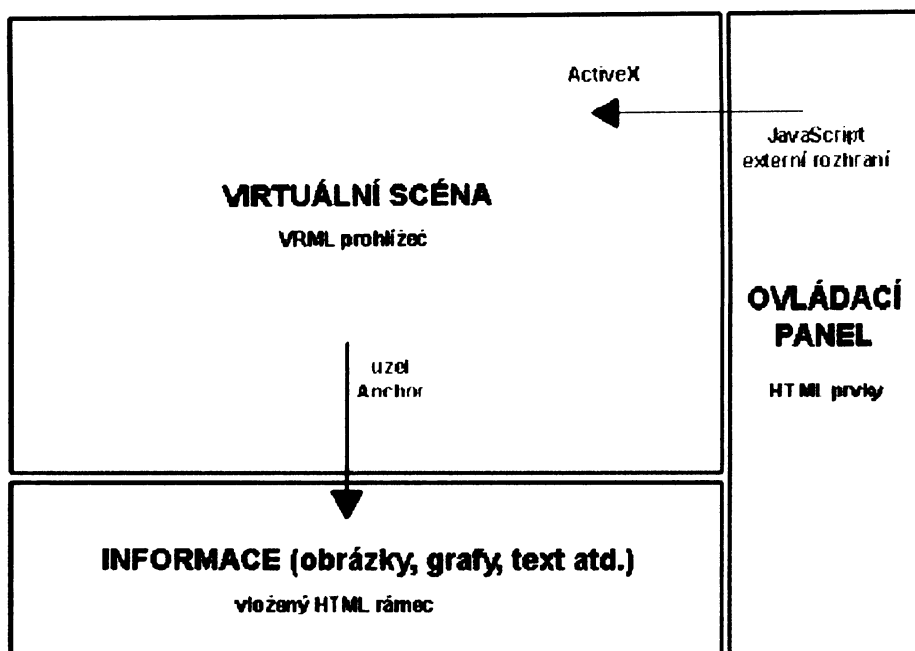 ActiveX
JavaScript
externí rozhraní
VIRTUÁLNÍ SCÉNA
VRML prohlížeč
OVLÁDACÍ
PANEL
HTML prvky
uzel
Anchor
INFORMACE (obrázky, grafy, text atd.)
vložený HTML rámec